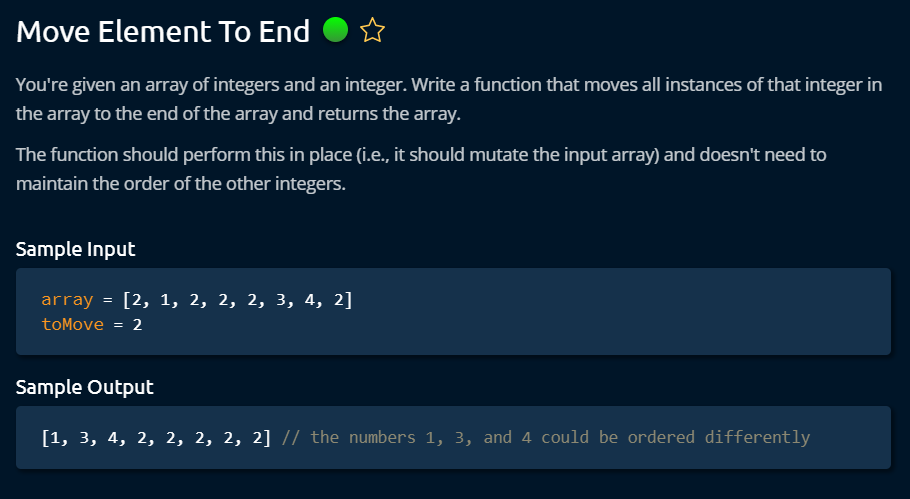 Move Element To End
You're given an array of integers and an integer. Write a function that moves all instances of that integer in
the array to the end of the array and returns the array.
The function should perform this in place (i.e., it should mutate the input array) and doesn't need to
maintain the order of the other integers.
Sample Input
array = [2, 1, 2, 2, 2, 3, 4, 2]
toMove = 2
Sample Output
[1, 3, 4, 2, 2, 2, 2, 2] // the numbers 1, 3, and 4 could be ordered differently